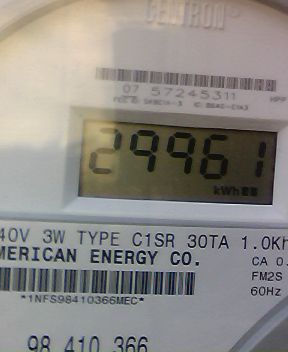 CENTRON®
07 57245311
29961
kWh
40V 3W TYPE C1SR 30TA 1.0Kh
MERICAN ENERGY CO.
CA 0.
FM2S
60Hz
*1NFS98410366MEC*
98 410 366